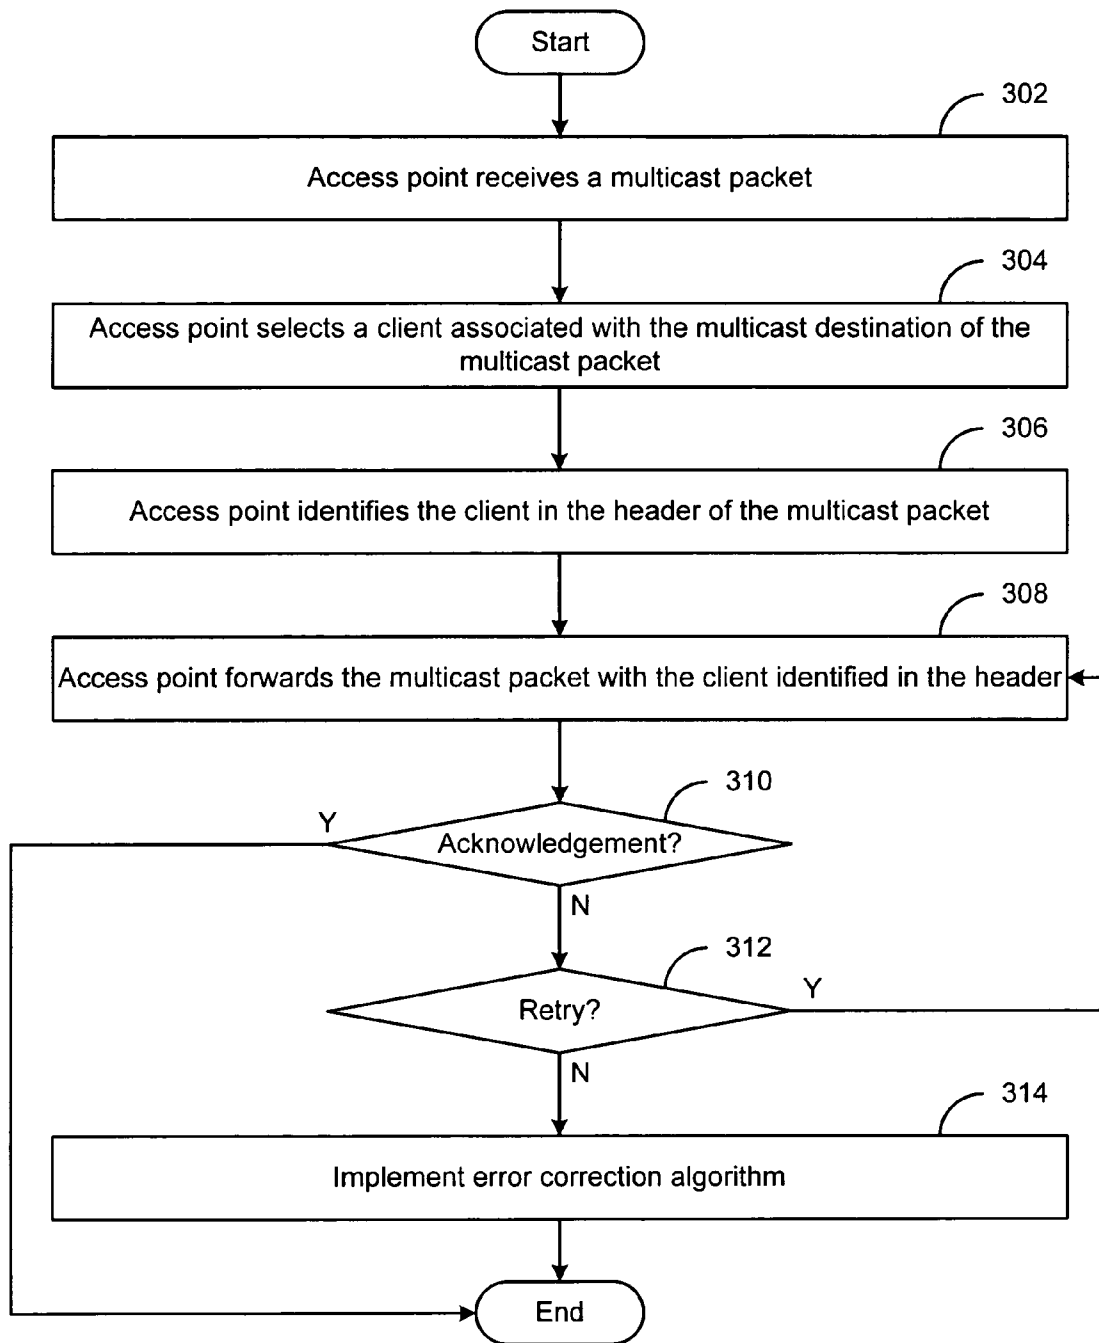 Start
302
Access point receives a multicast packet
304
Access point selects a client associated with the multicast destination of the
multicast packet
306
Access point identifies the client in the header of the multicast packet
308
Access point forwards the multicast packet with the client identified in the header
310
Y
Acknowledgement?
N
312
Y
Retry?
N
314
Implement error correction algorithm
End